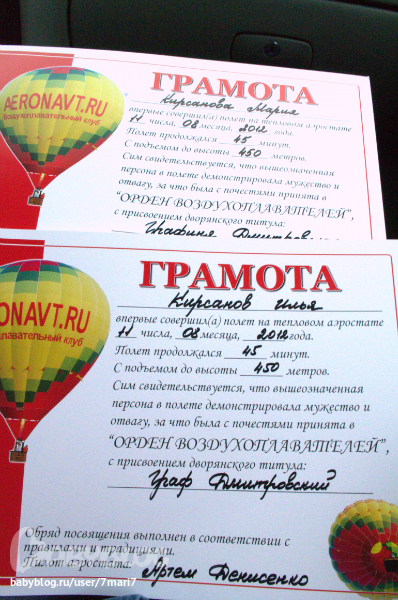 ГРАМОТА
Кирсанова Мария
впервые совершил(а) полет на тепловом аэростате
11 числа, 08 месяца, 2012 года.
Полет продолжался 45 минут.
С подъемом до высоты 450 метров.
Сим свидетельствуется, что вышеозначенная
персона в полете демонстрировала мужество и
отвагу, за что была с почестями принята в
"ОРДЕН ВОЗДУХОПЛАВАТЕЛЕЙ",
с присвоением дворянского титула:
Графиня
AERONAVT.RU
Воздухоплавательный клуб
ГРАМОТА
Кирсанов Илья
впервые совершил(а) полет на тепловом аэростате
11 числа, 08 месяца, 2012 года.
Полет продолжался 45 минут.
С подъемом до высоты 450 метров.
Сим свидетельствуется, что вышеозначенная
персона в полете демонстрировала мужество и
отвагу, за что была с почестями принята в
"ОРДЕН ВОЗДУХОПЛАВАТЕЛЕЙ",
с присвоением дворянского титула:
Граф Дмитровский
Обряд посвящения выполнен в соответствии с
правилами и традициями.
Пилот аэростата: Артем Денисенко
RONAVT.RU
плавательный клуб
babyblog.ru/user/7mari7